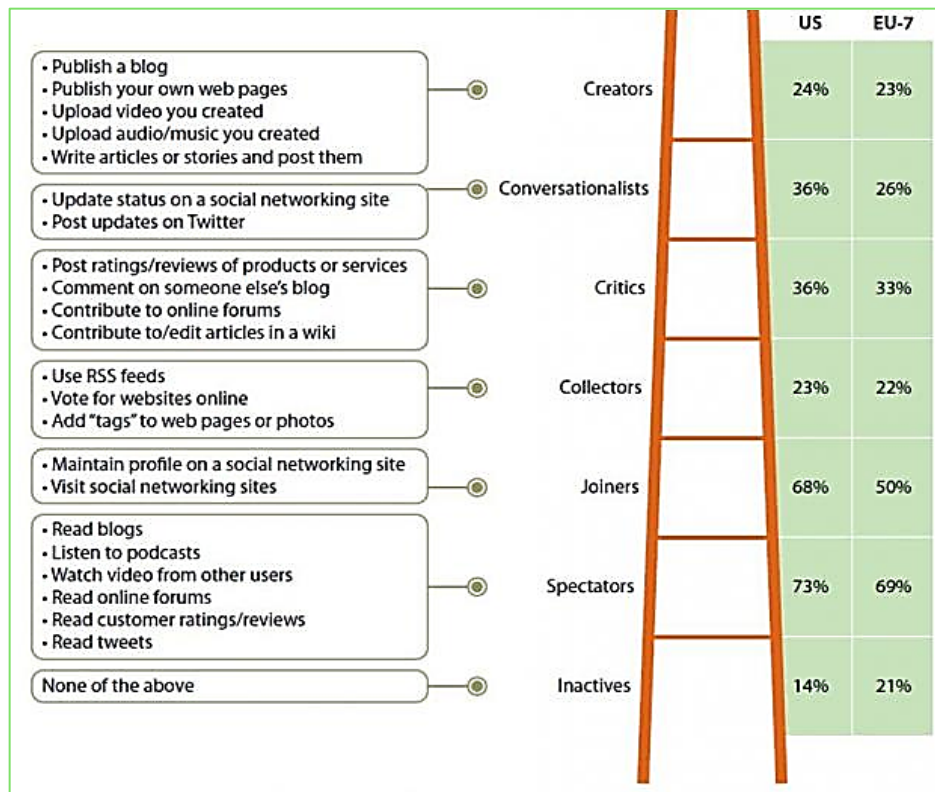 US EU-7
• Publish a blog
• Publish your own web pages
• Upload video you created
• Upload audio/music you created
• Write articles or stories and post them
Creators 24% 23%
• Update status on a social networking site
• Post updates on Twitter
Conversationalists 36% 26%
• Post ratings/reviews of products or services
• Comment on someone else's blog
• Contribute to online forums
• Contribute to/edit articles in a wiki
Critics 36% 33%
• Use RSS feeds
• Vote for websites online
• Add "tags" to web pages or photos
Collectors 23% 22%
• Maintain profile on a social networking site
• Visit social networking sites
Joiners 68% 50%
• Read blogs
• Listen to podcasts
• Watch video from other users
• Read online forums
• Read customer ratings/reviews
• Read tweets
Spectators 73% 69%
None of the above
Inactives 14% 21%